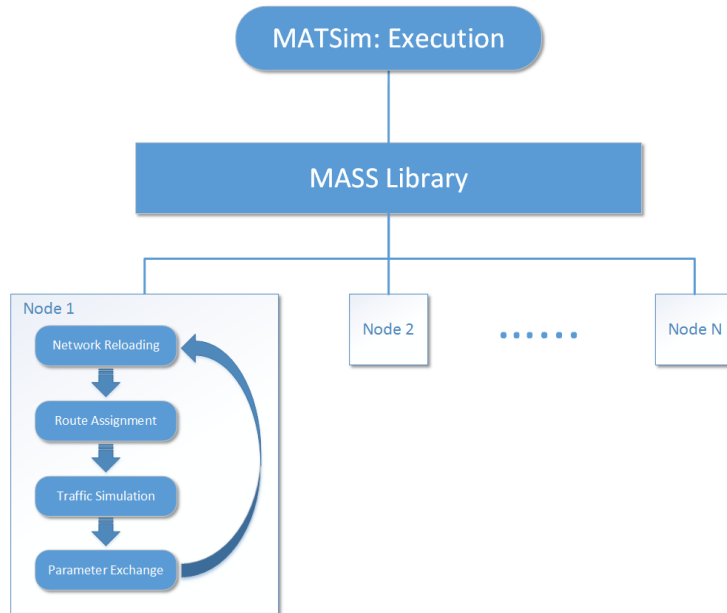 MATSim: Execution
MASS Library
Node 1
Network Reloading
Route Assignment
Traffic Simulation
Parameter Exchange
Node 2
......
Node N